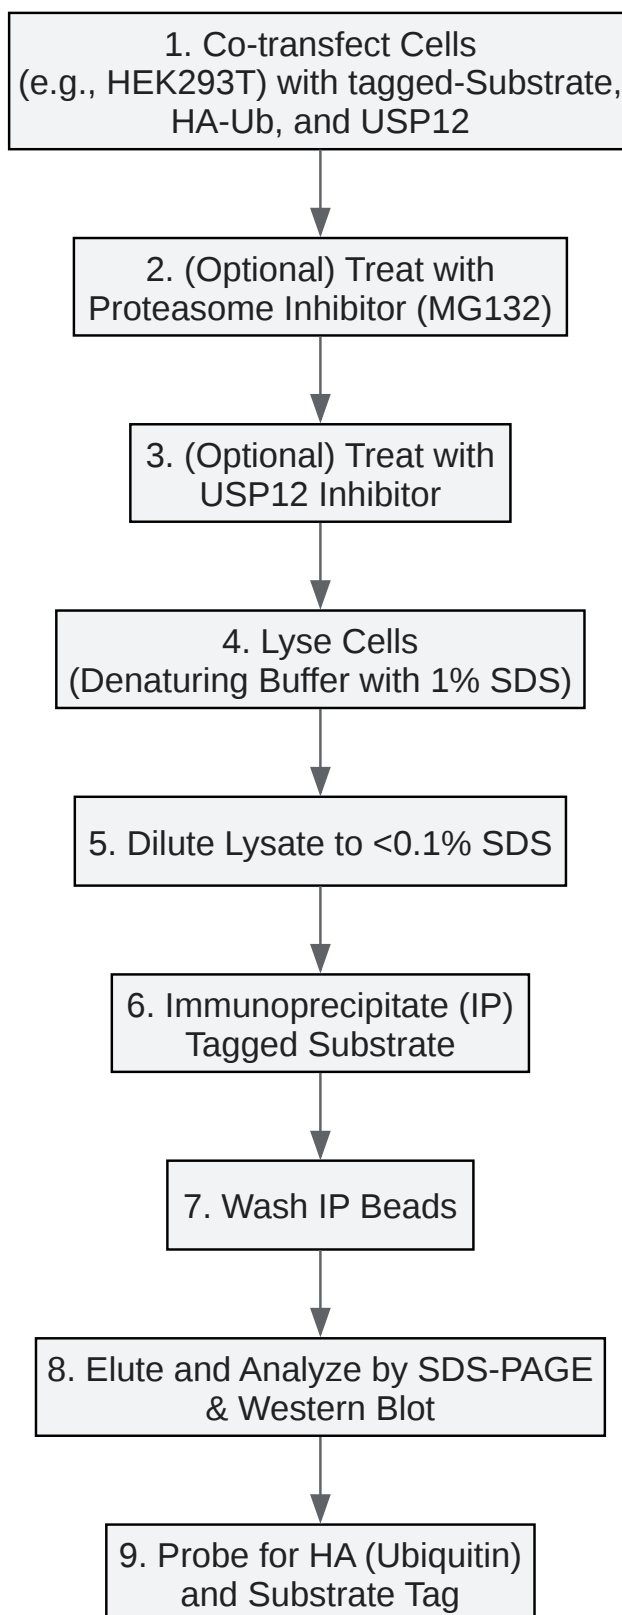 1. Co-transfect Cells
(e.g., HEK293T) with tagged-Substrate,
HA-Ub, and USP12
2. (Optional) Treat with
Proteasome Inhibitor (MG132)
3. (Optional) Treat with
USP12 Inhibitor
4. Lyse Cells
(Denaturing Buffer with 1% SDS)
5. Dilute Lysate to <0.1% SDS
6. Immunoprecipitate (IP)
Tagged Substrate
7. Wash IP Beads
8. Elute and Analyze by SDS-PAGE
& Western Blot
9. Probe for HA (Ubiquitin)
and Substrate Tag